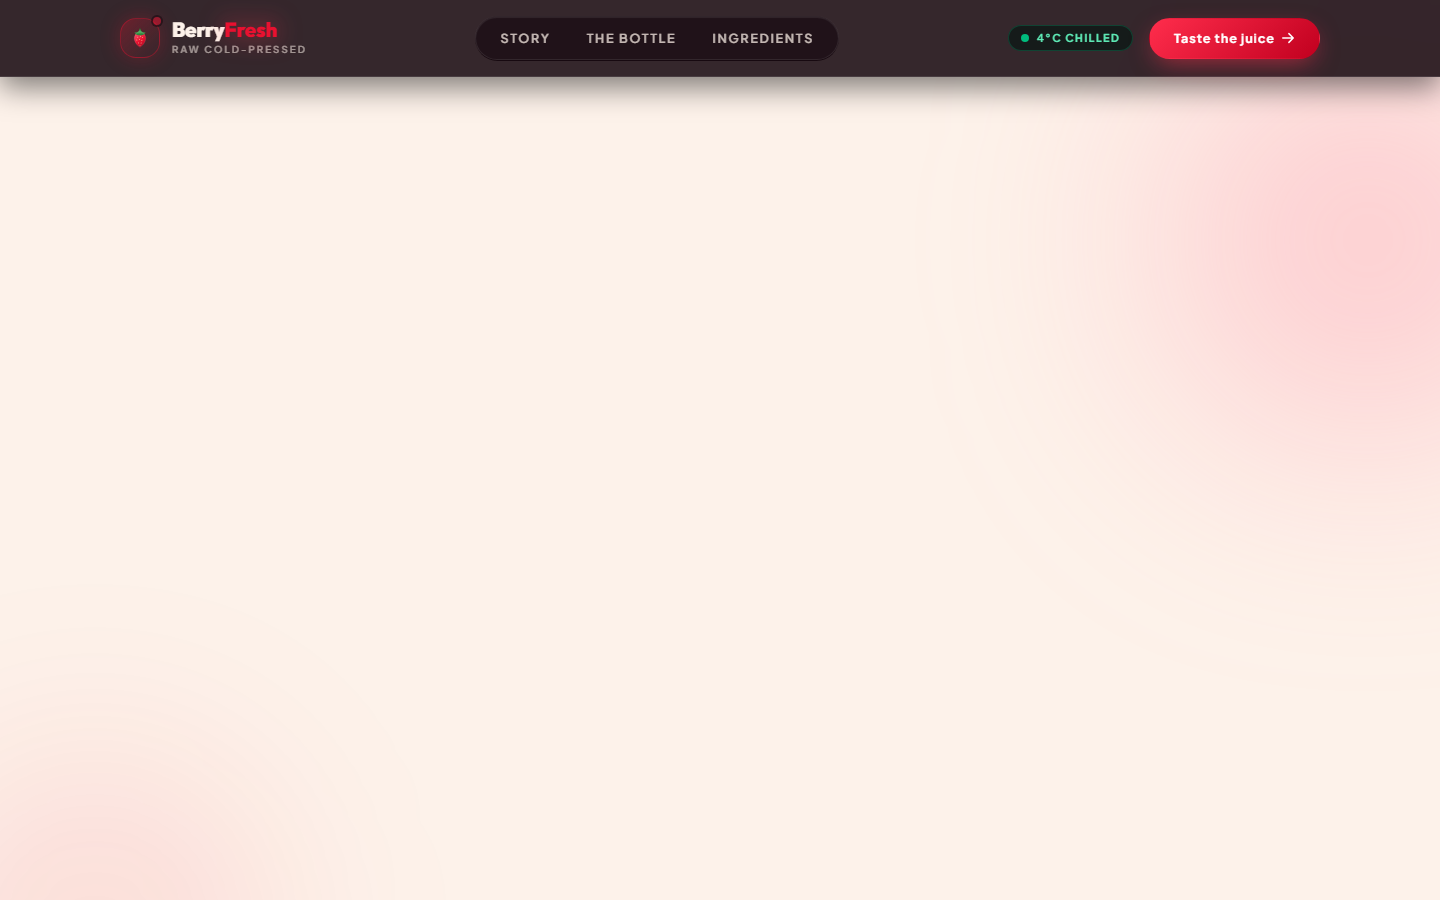 BerryFresh
RAW COLD-PRESSED
STORY
THE BOTTLE
INGREDIENTS
4°C CHILLED
Taste the juice →